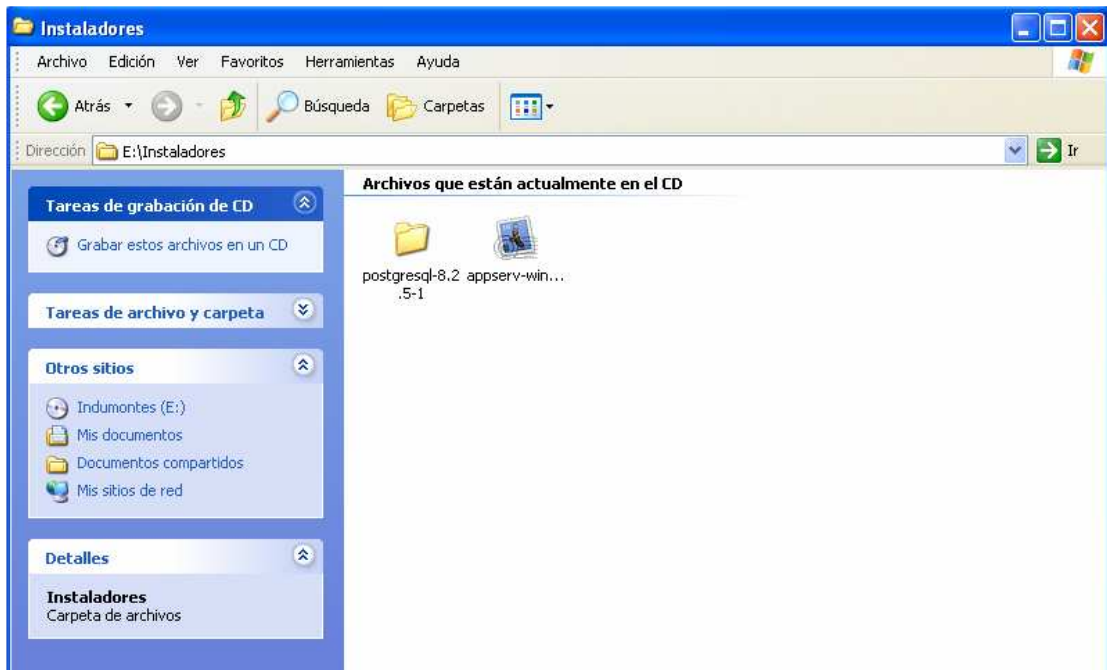 Instaladores
Archivo Edición Ver Favoritos Herramientas Ayuda
Atrás Búsqueda Carpetas
Dirección E:\Instaladores Ir
Tareas de grabación de CD
Grabar estos archivos en un CD
Tareas de archivo y carpeta
Otros sitios
Indumontes (E:)
Mis documentos
Documentos compartidos
Mis sitios de red
Detalles
Instaladores
Carpeta de archivos
Archivos que están actualmente en el CD
postgresql-8.2
.5-1
appserv-win...